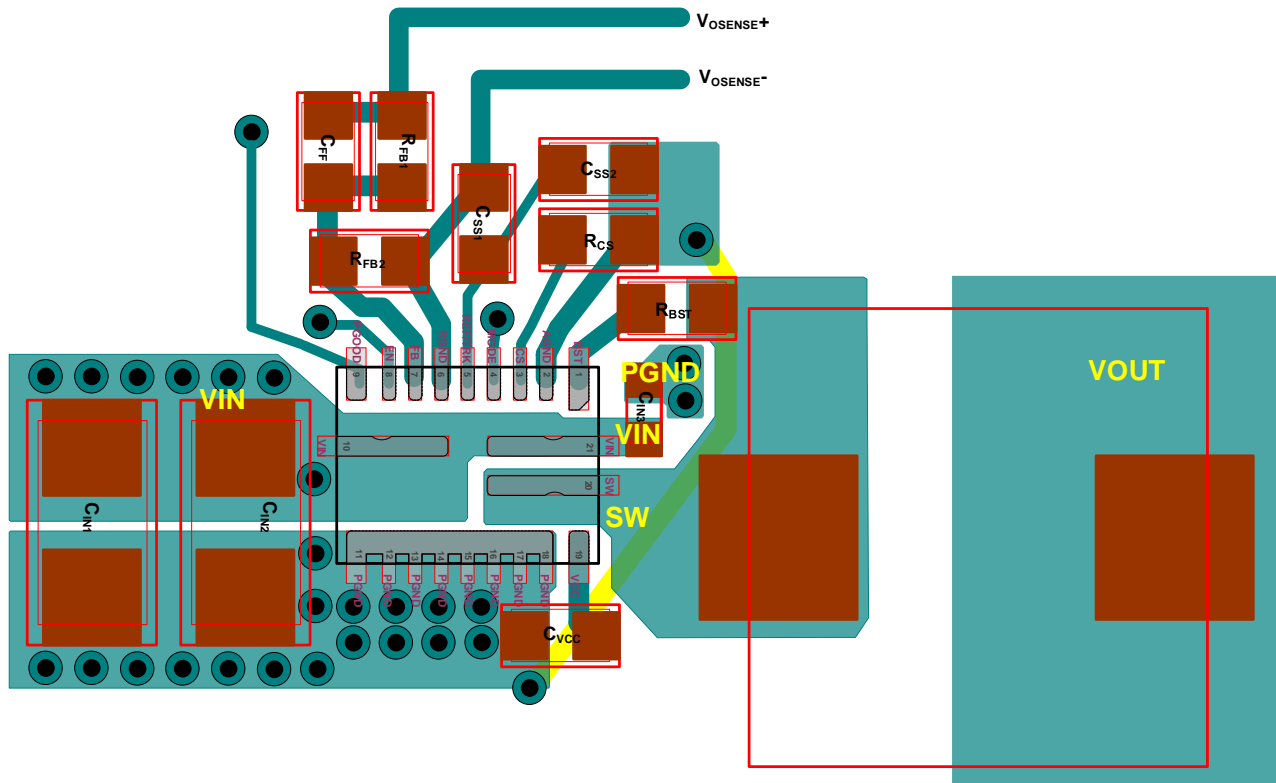 VOSENSE+
VOSENSE-
CFF
RFB1
CSS1
CSS2
RCS
RFB2
RBST
PGOOD
EN
FB
RGND
MODE
CS
AGND
BST
9
8
7
6
5
4
3
2
1
PGND
VOUT
VIN
CIN3
VIN
VIN
10
21
VIN
20
SW
SW
CIN1
CIN2
11
12
13
14
15
16
17
18
19
PGND
PGND
PGND
PGND
PGND
PGND
PGND
PGND
VCC
CVCC